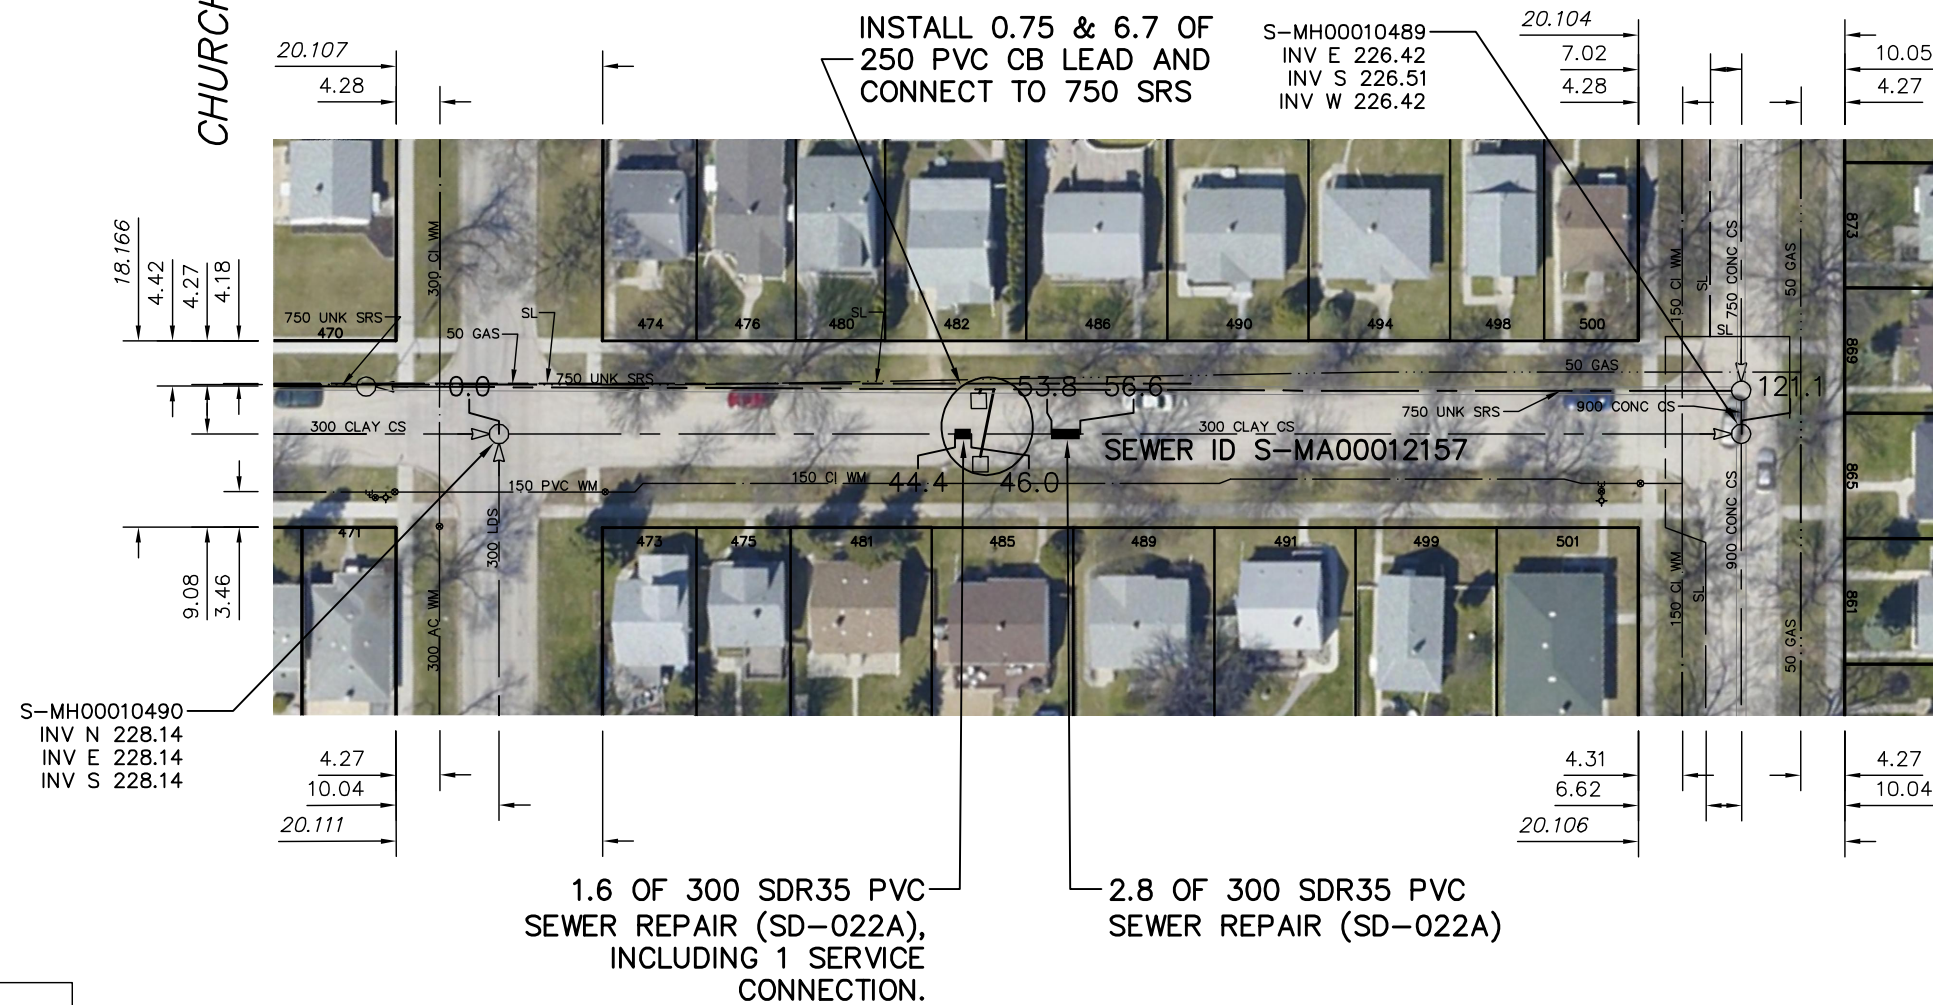 CHURCH
INSTALL 0.75 & 6.7 OF
250 PVC CB LEAD AND
CONNECT TO 750 SRS
S-MH00010489
INV E 226.42
INV S 226.51
INV W 226.42
20.107
4.28
20.104
7.02
4.28
10.05
4.27
18.166
4.42
4.27
4.18
300 CI WM
750 UNK SRS
470
50 GAS
SL
750 UNK SRS
SL
474
476
480
482
486
490
494
498
500
150 CI WM
SL
750 CONC CS
50 GAS
SL
873
869
865
861
0.0
53.8
56.6
50 GAS
121.1
750 UNK SRS
900 CONC CS
300 CLAY CS
300 CLAY CS
SEWER ID S-MA00012157
150 PVC WM
150 CI WM
44.4
46.0
471
300 LDS
300 AC WM
473
475
481
485
489
491
499
501
150 CI WM
SL
900 CONC CS
50 GAS
9.08
3.46
S-MH00010490
INV N 228.14
INV E 228.14
INV S 228.14
4.27
10.04
20.111
4.31
6.62
20.106
4.27
10.04
1.6 OF 300 SDR35 PVC
SEWER REPAIR (SD-022A),
INCLUDING 1 SERVICE
CONNECTION.
2.8 OF 300 SDR35 PVC
SEWER REPAIR (SD-022A)